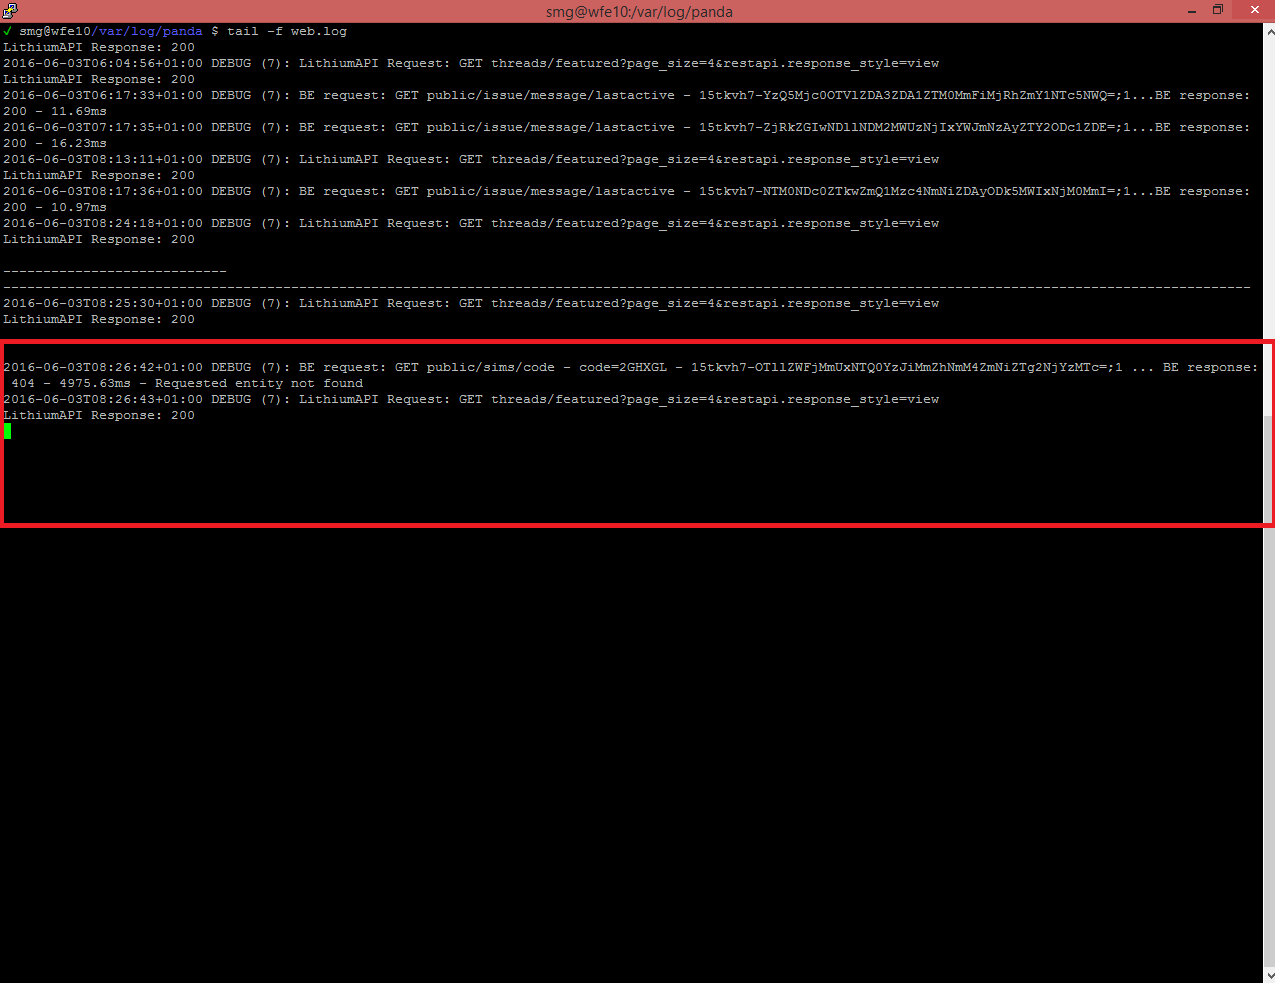 smg@wfe10:/var/log/panda
✓ smg@wfe10/var/log/panda $ tail -f web.log
LithiumAPI Response: 200
2016-06-03T06:04:56+01:00 DEBUG (7): LithiumAPI Request: GET threads/featured?page_size=4&restapi.response_style=view
LithiumAPI Response: 200
2016-06-03T06:17:33+01:00 DEBUG (7): BE request: GET public/issue/message/lastactive - 15tkvh7-YzQ5Mjc0OTVlZDA3ZDA1ZTM0MmFiMjRhZmY1NTc5NWQ=;1...BE response:
200 - 11.69ms
2016-06-03T07:17:35+01:00 DEBUG (7): BE request: GET public/issue/message/lastactive - 15tkvh7-ZjRkZGIwNDllNDM2MWUzNjIxYWJmNzAyZTY2ODc1ZDE=;1...BE response:
200 - 16.23ms
2016-06-03T08:13:11+01:00 DEBUG (7): LithiumAPI Request: GET threads/featured?page_size=4&restapi.response_style=view
LithiumAPI Response: 200
2016-06-03T08:17:36+01:00 DEBUG (7): BE request: GET public/issue/message/lastactive - 15tkvh7-NTM0NDc0ZTkwZmQ1Mzc4NmNiZDAyODk5MWIxNjM0MmI=;1...BE response:
200 - 10.97ms
2016-06-03T08:24:18+01:00 DEBUG (7): LithiumAPI Request: GET threads/featured?page_size=4&restapi.response_style=view
LithiumAPI Response: 200
----------------------------
------------------------------------------------------------------------------------------------------------------------------------------------------------
2016-06-03T08:25:30+01:00 DEBUG (7): LithiumAPI Request: GET threads/featured?page_size=4&restapi.response_style=view
LithiumAPI Response: 200
2016-06-03T08:26:42+01:00 DEBUG (7): BE request: GET public/sims/code - code=2GHXGL - 15tkvh7-OTllZWFjMmUxNTQ0YzJiMmZhNmM4ZmNiZTg2NjYzMTc=;1 ... BE response:
404 - 4975.63ms - Requested entity not found
2016-06-03T08:26:43+01:00 DEBUG (7): LithiumAPI Request: GET threads/featured?page_size=4&restapi.response_style=view
LithiumAPI Response: 200